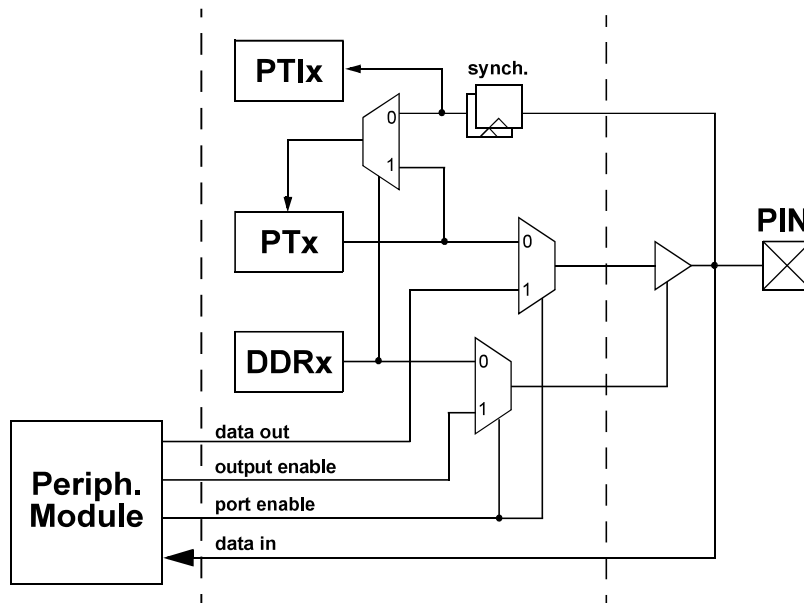 PTIx
synch.
0
1
PTx
0
1
PIN
DDRx
0
1
data out
output enable
Periph.
Module
port enable
data in